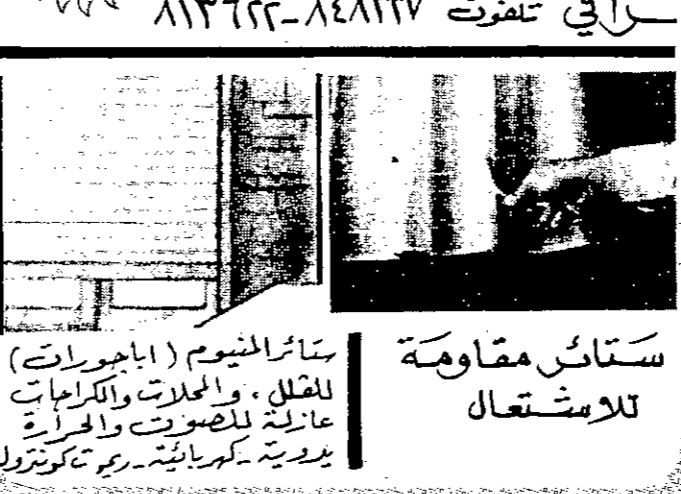 تلفون ٨٤٨١٢٧-٨١٣٦٢٢
ستائر مقاومة
للاشتعال
ستائر المنيوم (اباجورات)
للفلل ، والمحلات والكراجات
عازلة للصوت والحرارة
يدوية - كهربائية - ريموت كونترول